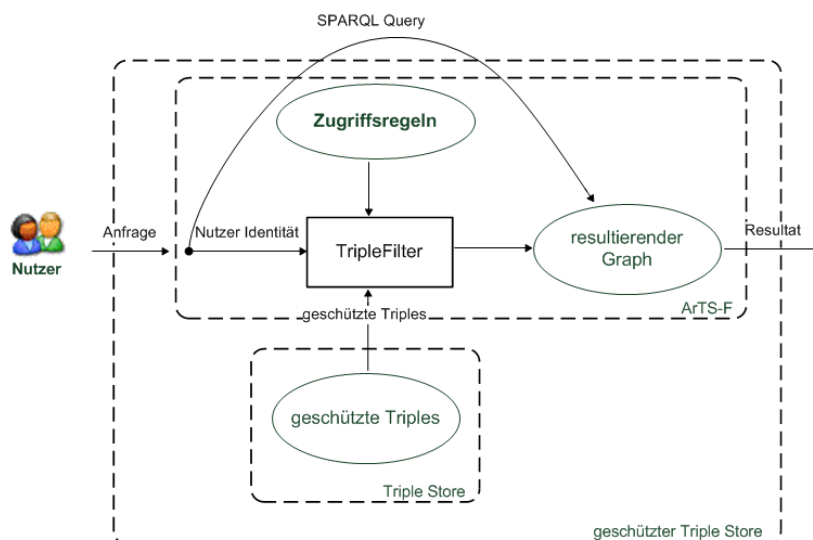 SPARQL Query
Zugriffsregeln
Anfrage
Nutzer Identität
TripleFilter
resultierender
Graph
Resultat
Nutzer
ArTS-F
geschützte Triples
geschützte Triples
Triple Store
geschützter Triple Store